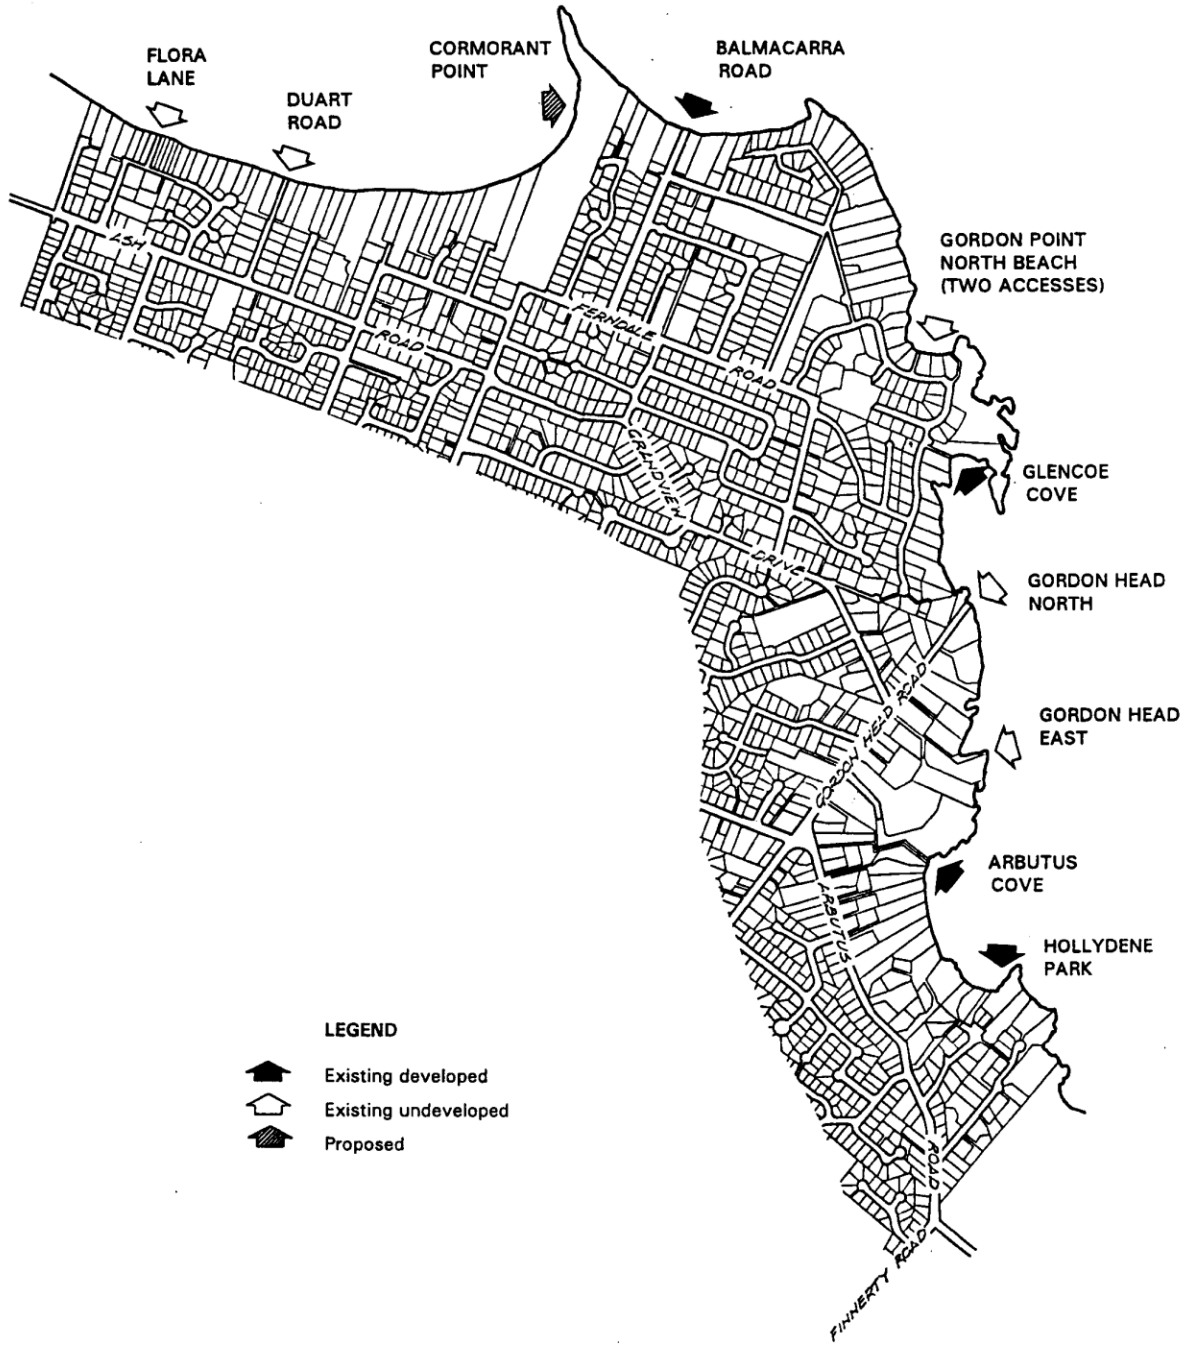 CORMORANT
POINT
BALMACARRA
ROAD
FLORA
LANE
DUART
ROAD
GORDON POINT
NORTH BEACH
(TWO ACCESSES)
ASH
ROAD
FERNDALE
ROAD
GRANDVIEW
DRIVE
GLENCOE
COVE
GORDON HEAD
NORTH
GORDON HEAD ROAD
GORDON HEAD
EAST
ARBUTUS
COVE
ARBUTUS
ROAD
HOLLYDENE
PARK
LEGEND
Existing developed
Existing undeveloped
Proposed
FINNERTY ROAD